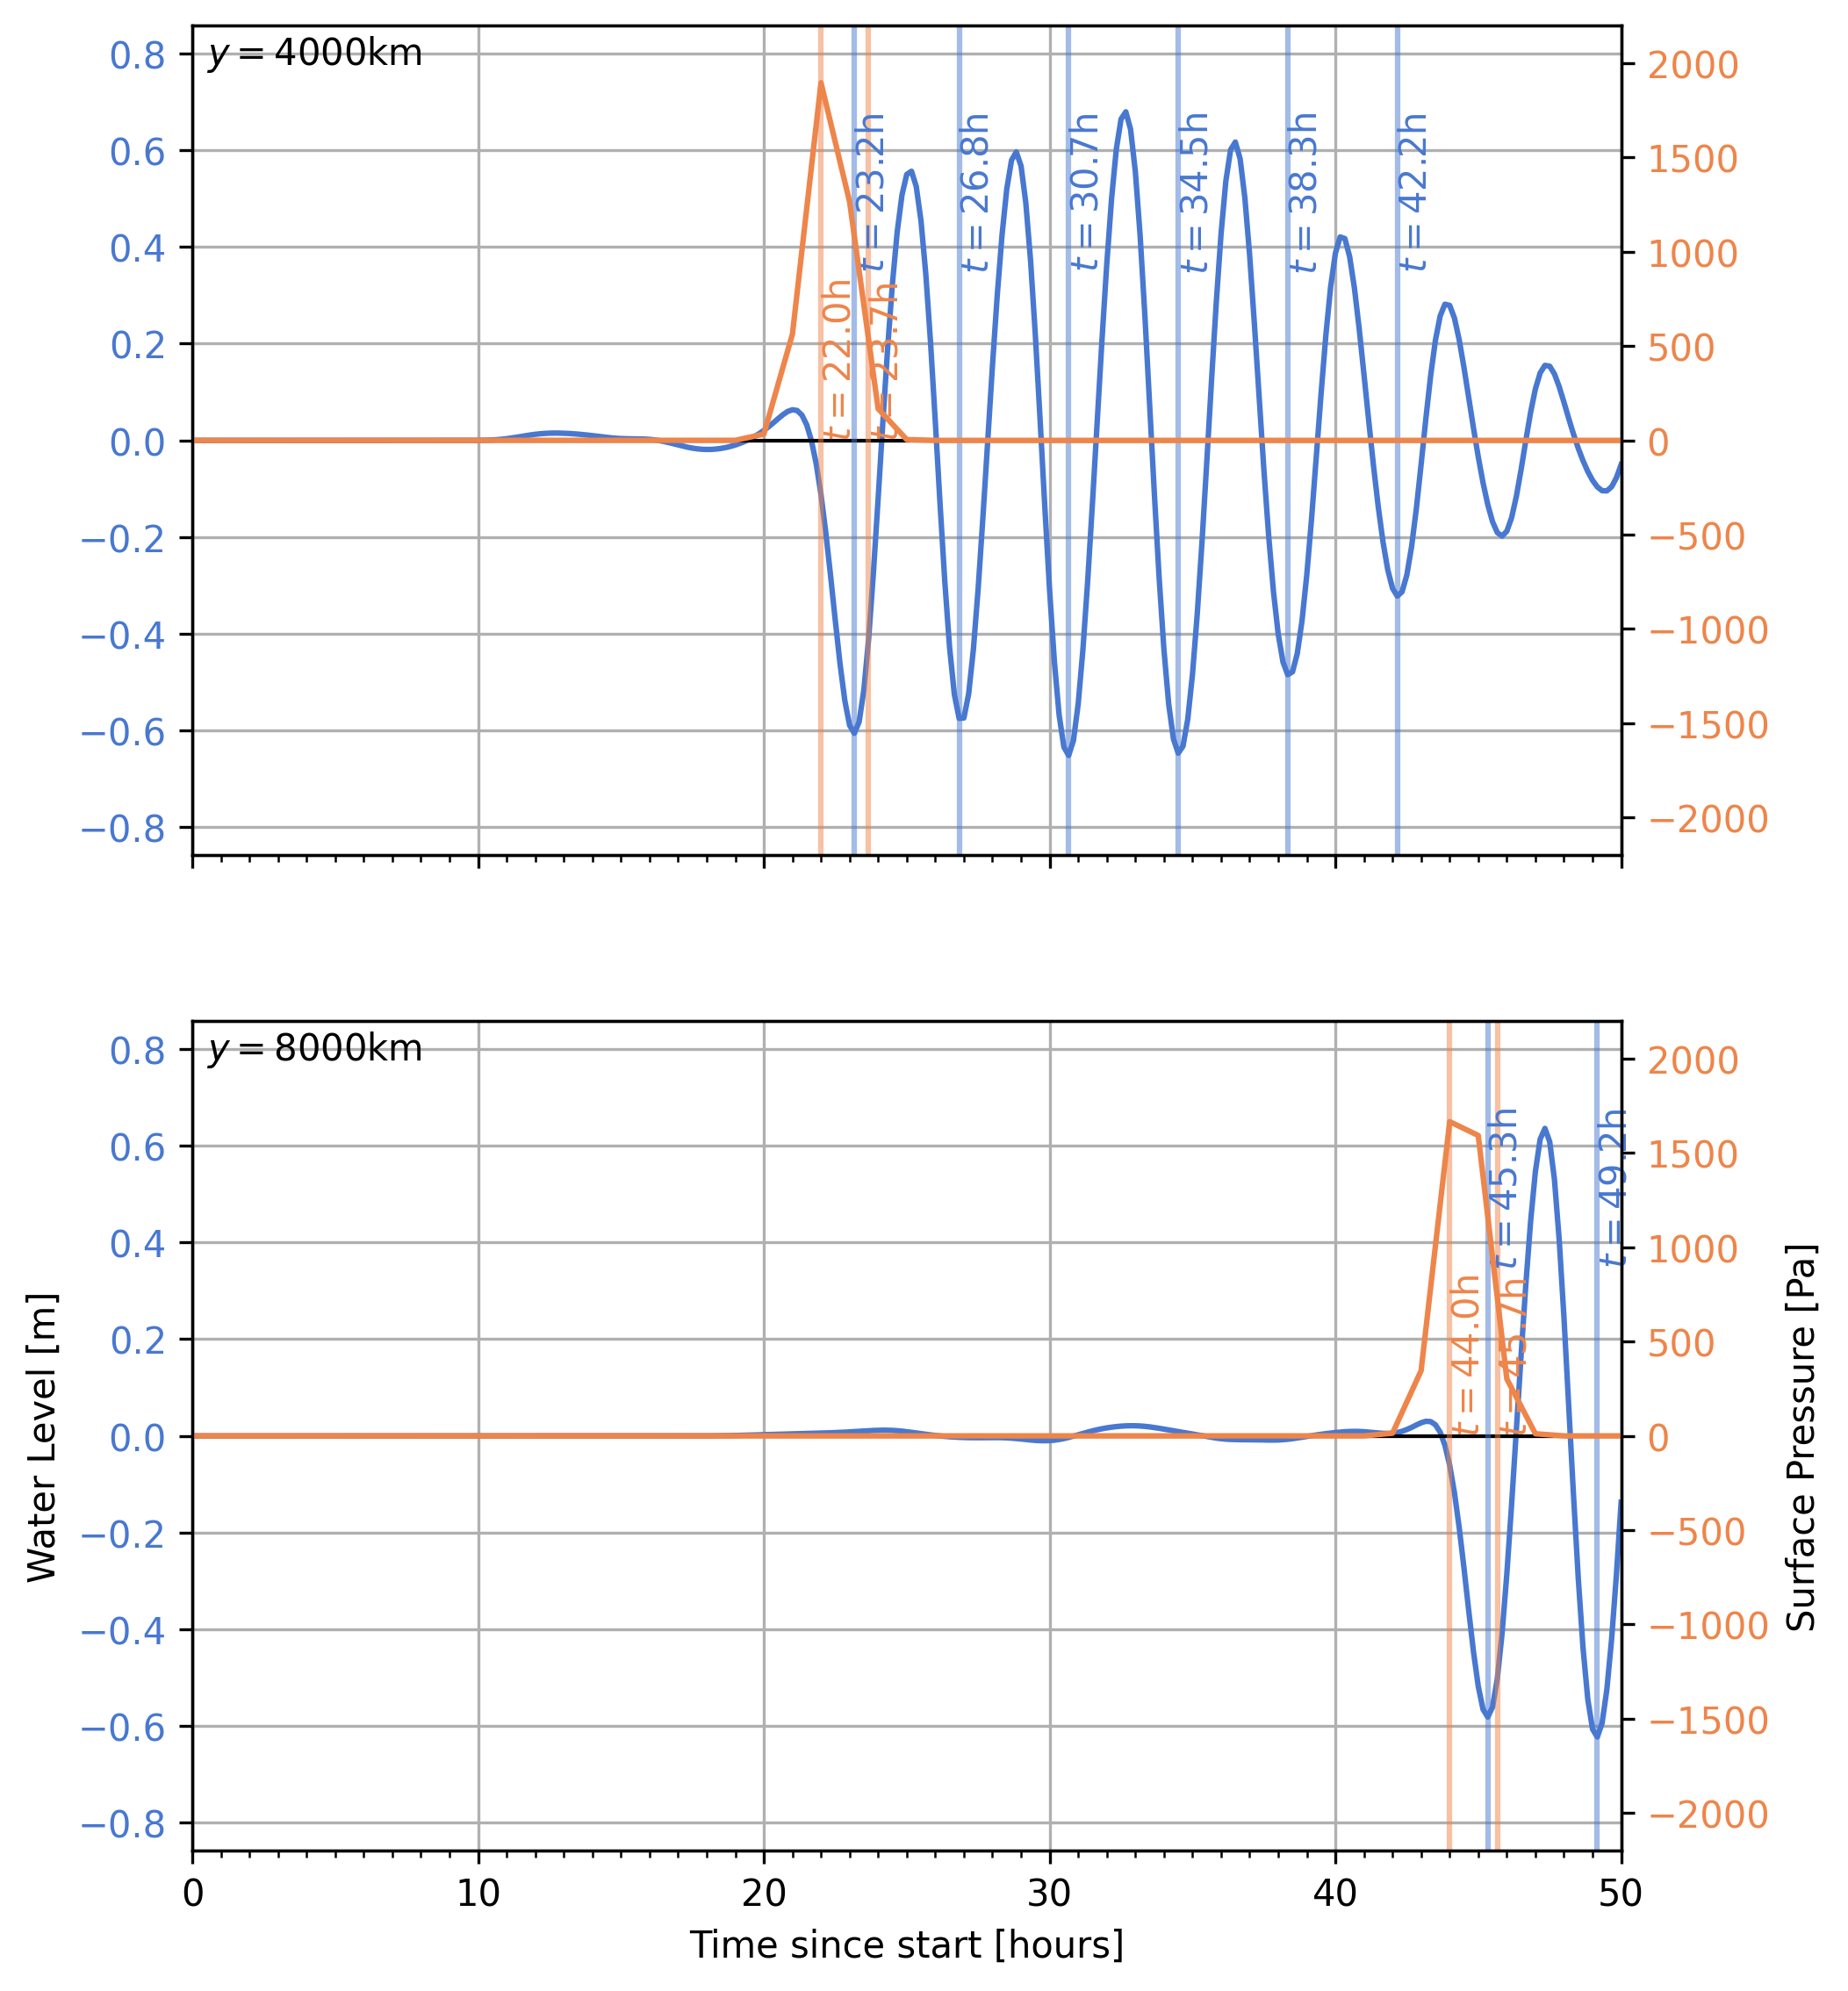 y = 4000km
0.8
0.6
0.4
0.2
0.0
−0.2
−0.4
−0.6
−0.8
2000
1500
1000
500
0
−500
−1000
−1500
−2000
t = 22.0h
t = 23.7h
t = 23.2h
t = 26.8h
t = 30.7h
t = 34.5h
t = 38.3h
t = 42.2h
y = 8000km
0.8
0.6
0.4
0.2
0.0
−0.2
−0.4
−0.6
−0.8
2000
1500
1000
500
0
−500
−1000
−1500
−2000
t = 44.0h
t = 45.7h
t = 45.3h
t = 49.2h
0 10 20 30 40 50
Time since start [hours]
Water Level [m]
Surface Pressure [Pa]